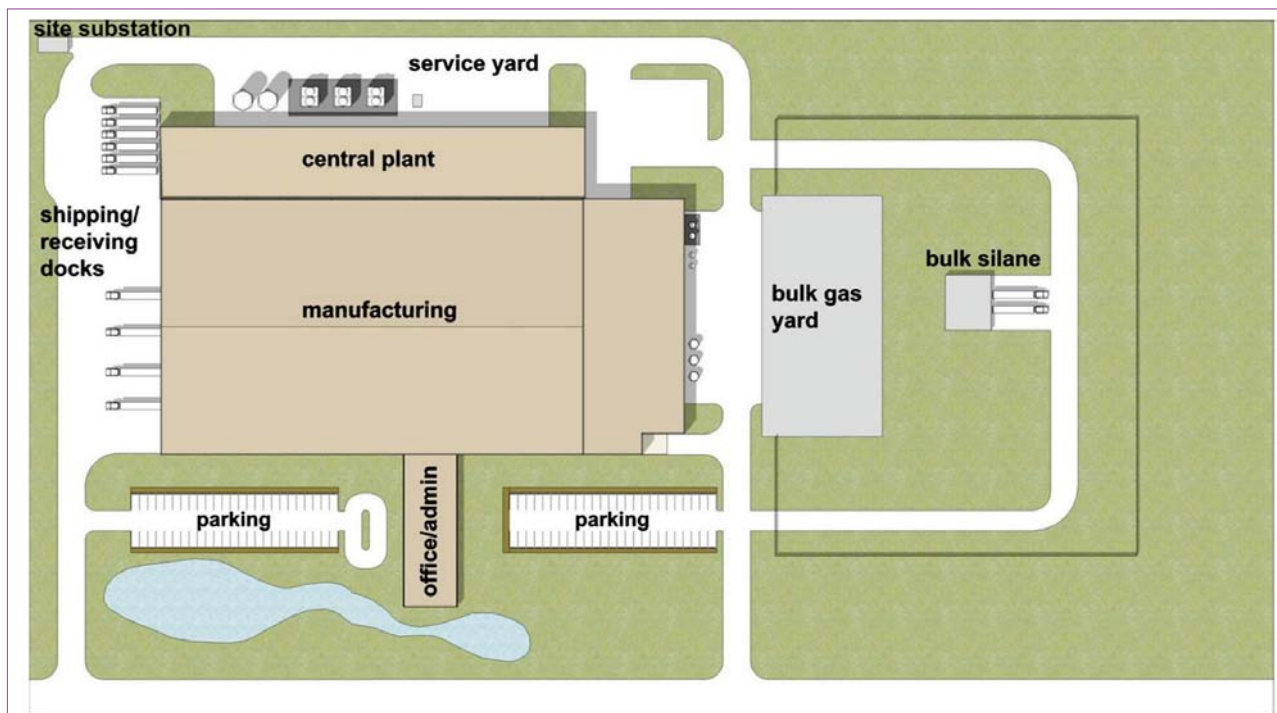 site substation
service yard
central plant
shipping/
receiving
docks
manufacturing
bulk gas
yard
bulk silane
parking
office/admin
parking